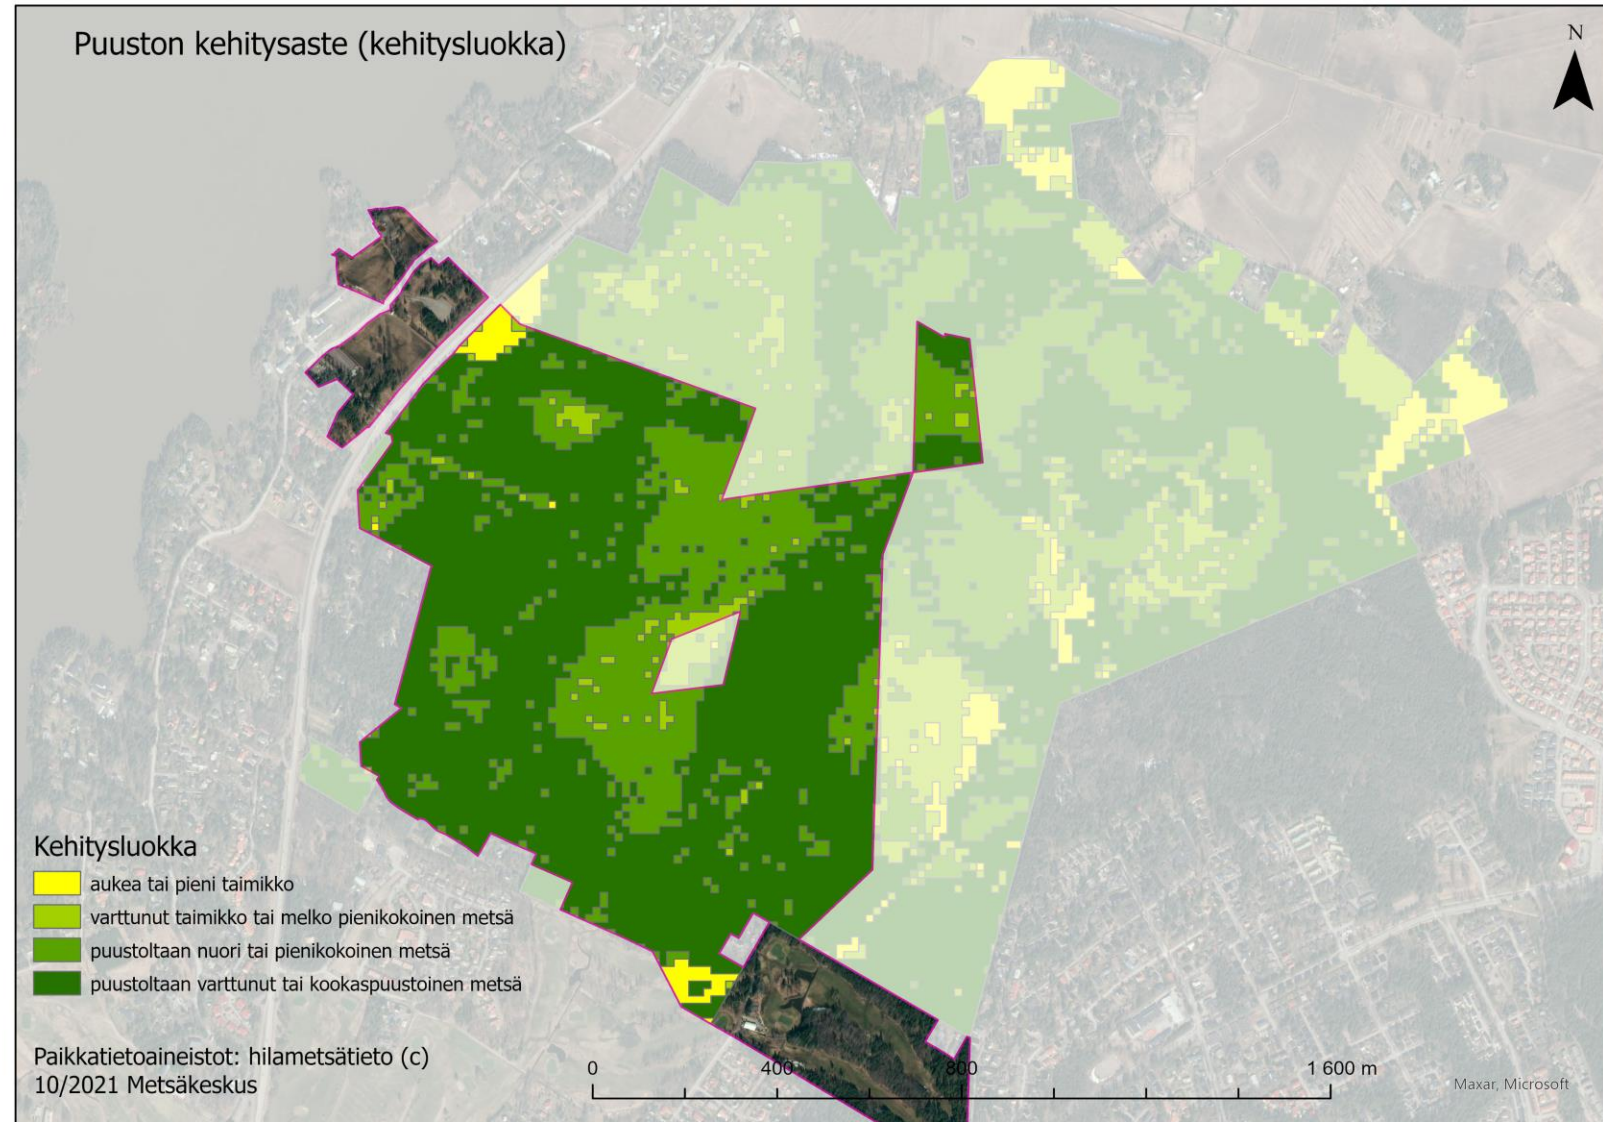 Puuston kehitysaste (kehitysluokka)
N
Kehitysluokka
aukea tai pieni taimikko
varttunut taimikko tai melko pienikokoinen metsä
puustoltaan nuori tai pienikokoinen metsä
puustoltaan varttunut tai kookaspuustoinen metsä
Paikkatietoaineistot: hilametsätieto (c)
10/2021 Metsäkeskus
0 400 800 1 600 m
Maxar, Microsoft